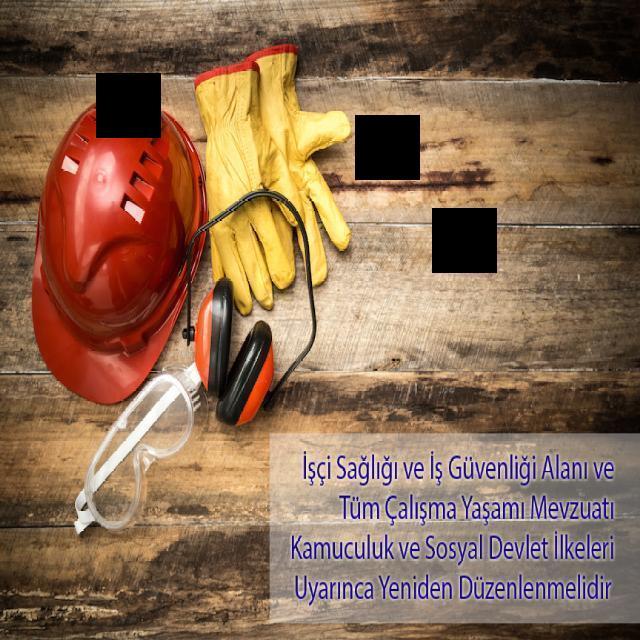 İşçi Sağlığı ve İş Güvenliği Alanı ve
Tüm Çalışma Yaşamı Mevzuatı
Kamuculuk ve Sosyal Devlet İlkeleri
Uyarınca Yeniden Düzenlenmelidir